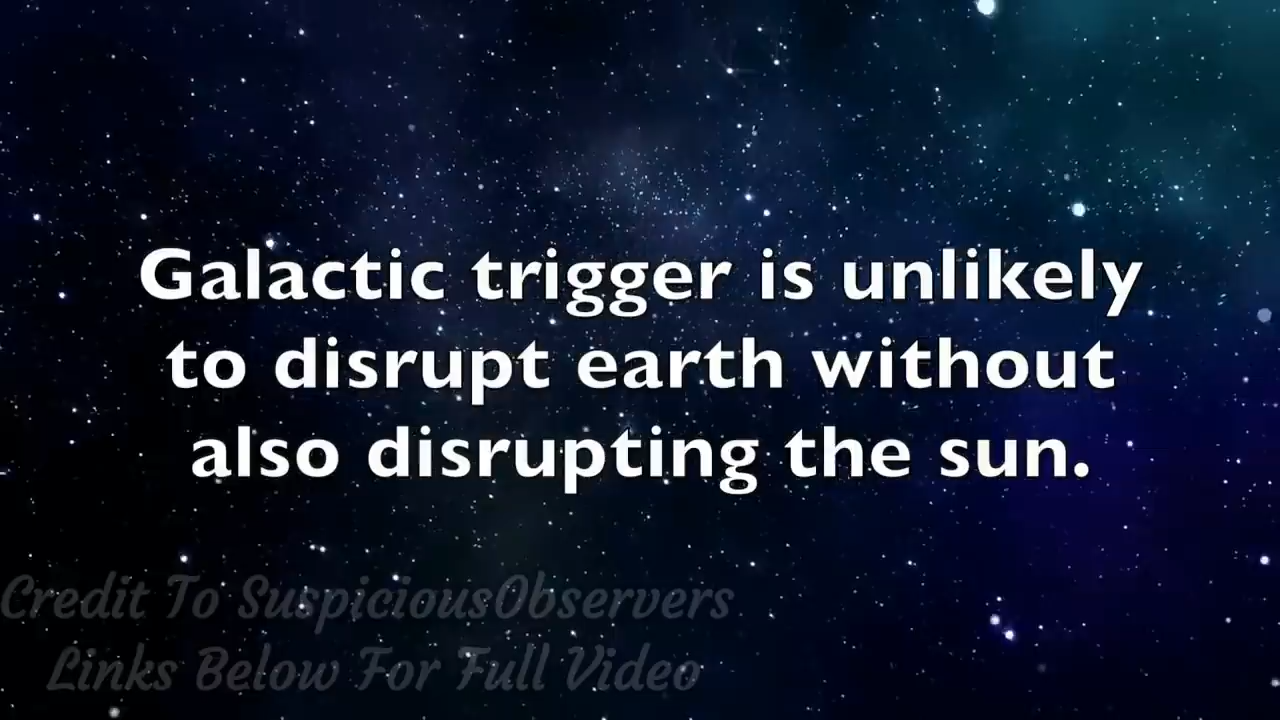 Galactic trigger is unlikely
to disrupt earth without
also disrupting the sun.
Credit To SuspiciousObservers
Links Below For Full Video